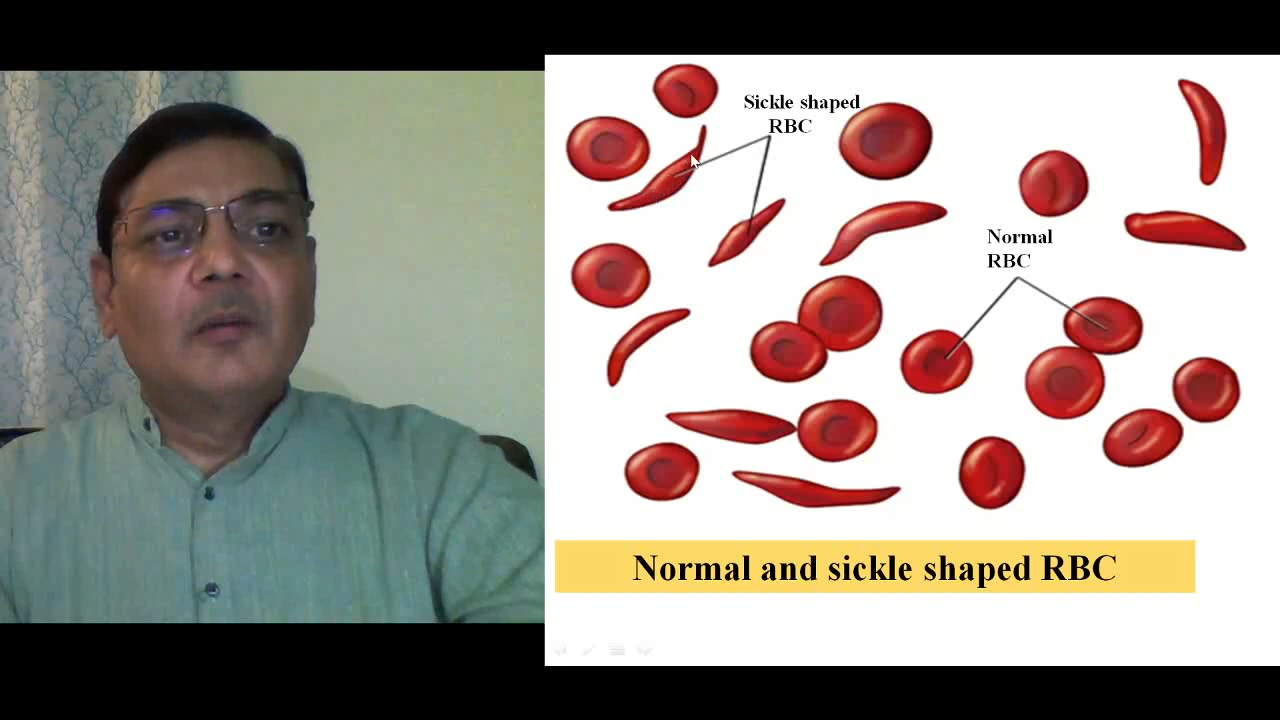 Sickle shaped
RBC
Normal
RBC
Normal and sickle shaped RBC